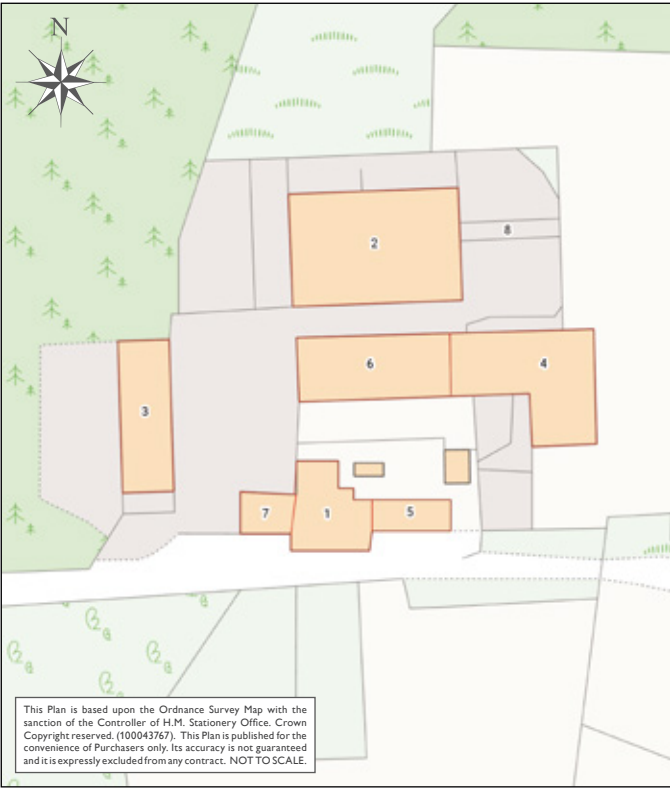 N
2
8
6
4
3
7
1
5
This Plan is based upon the Ordnance Survey Map with the
sanction of the Controller of H.M. Stationery Office. Crown
Copyright reserved. (100043767). This Plan is published for the
convenience of Purchasers only. Its accuracy is not guaranteed
and it is expressly excluded from any contract. NOT TO SCALE.